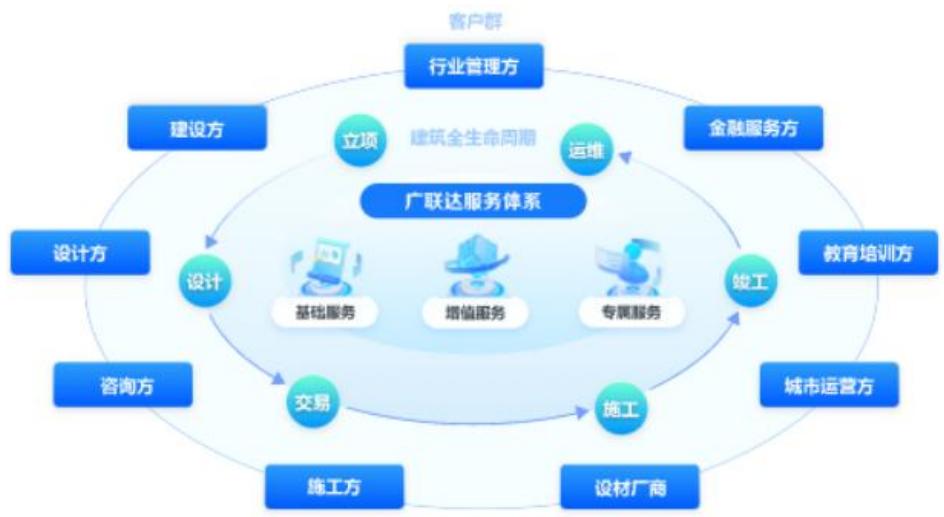 客户群
行业管理方
建设方
金融服务方
立项
建筑全生命周期
运维
广联达服务体系
设计方
教育培训方
设计
竣工
基础服务
增值服务
专属服务
咨询方
城市运营方
交易
施工
施工方
设材厂商